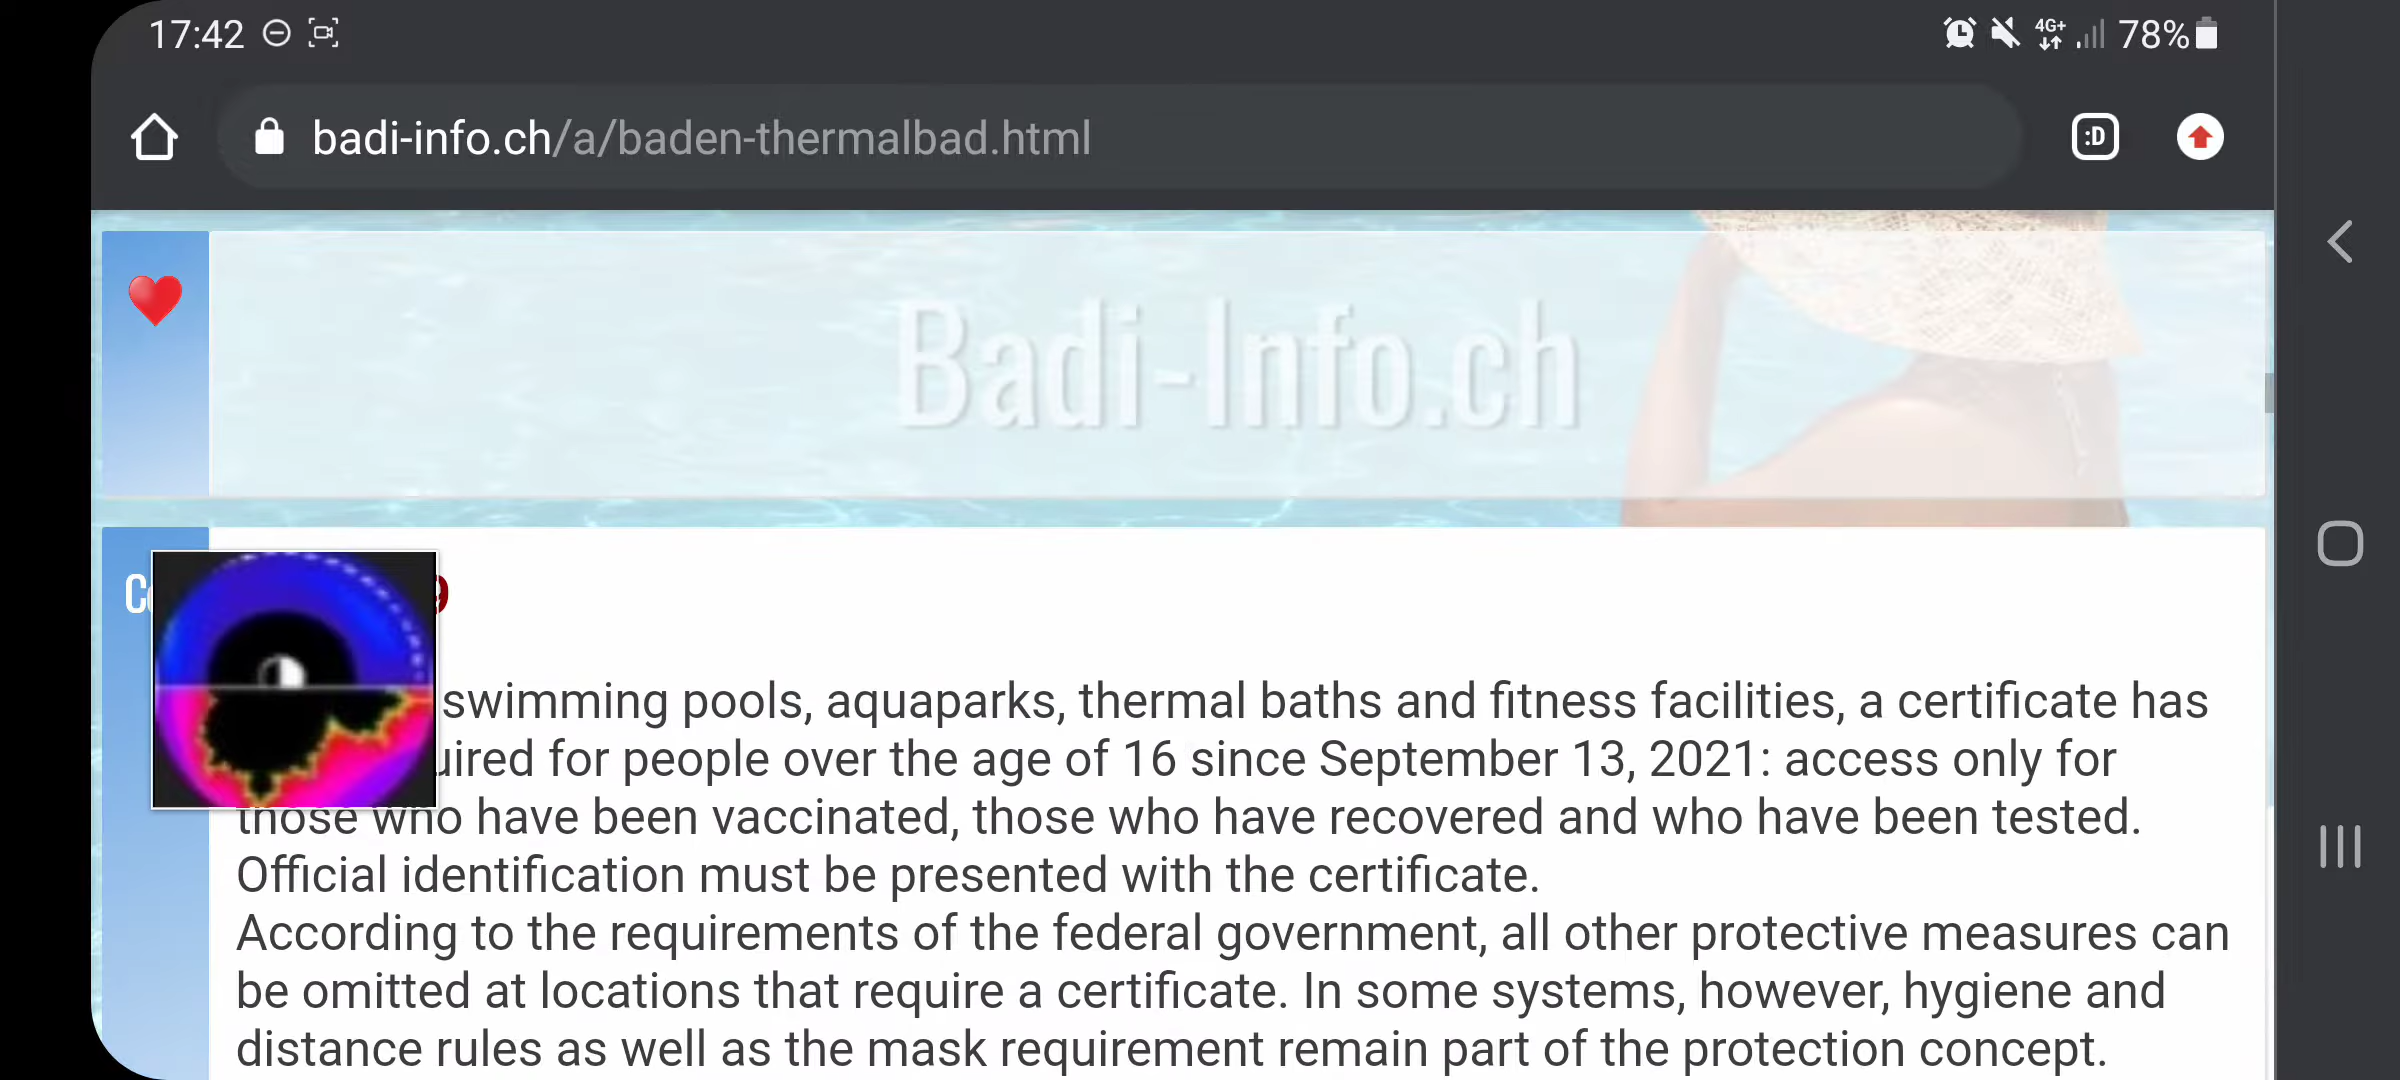 17:42 4G+ 78%
badi-info.ch/a/baden-thermalbad.html :D
Badi-Info.ch
swimming pools, aquaparks, thermal baths and fitness facilities, a certificate has
for people over the age of 16 since September 13, 2021: access only for
those who have been vaccinated, those who have recovered and who have been tested.
Official identification must be presented with the certificate.
According to the requirements of the federal government, all other protective measures can
be omitted at locations that require a certificate. In some systems, however, hygiene and
distance rules as well as the mask requirement remain part of the protection concept.